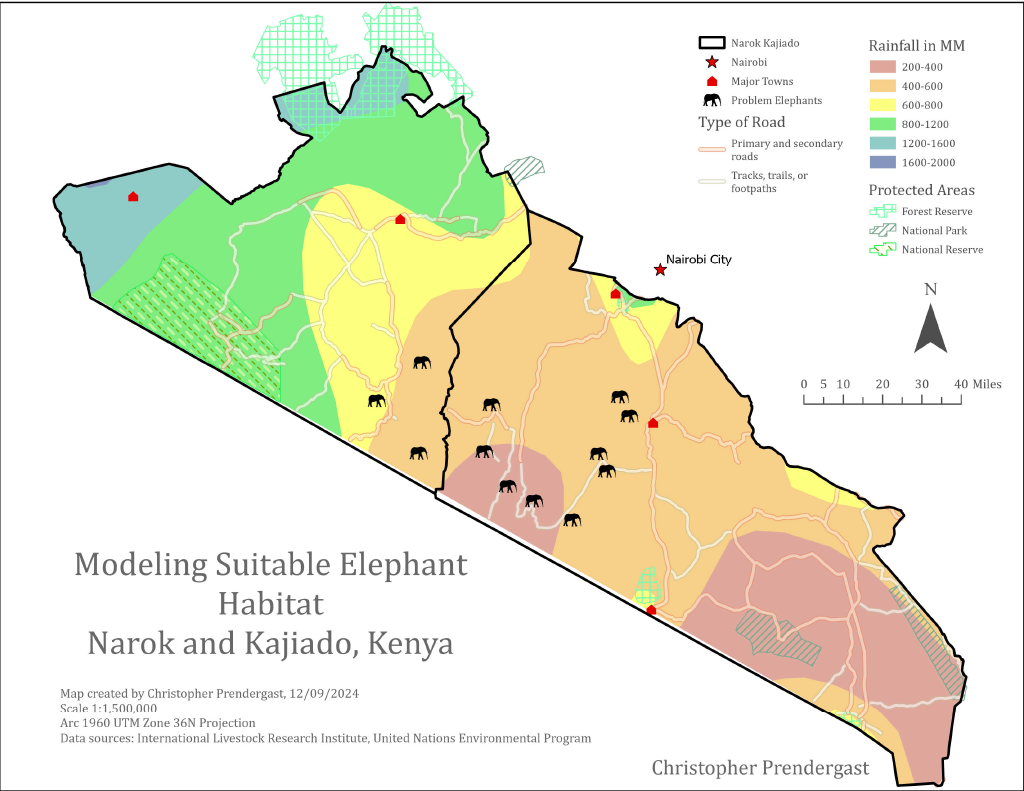 Narok Kajiado
Nairobi
Major Towns
Problem Elephants
Type of Road
Primary and secondary
roads
Tracks, trails, or
footpaths
Rainfall in MM
200-400
400-600
600-800
800-1200
1200-1600
1600-2000
Protected Areas
Forest Reserve
National Park
National Reserve
Nairobi City
N
0 5 10 20 30 40 Miles
Modeling Suitable Elephant
Habitat
Narok and Kajiado, Kenya
Map created by Christopher Prendergast, 12/09/2024
Scale 1:1,500,000
Arc 1960 UTM Zone 36N Projection
Data sources: International Livestock Research Institute, United Nations Environmental Program
Christopher Prendergast